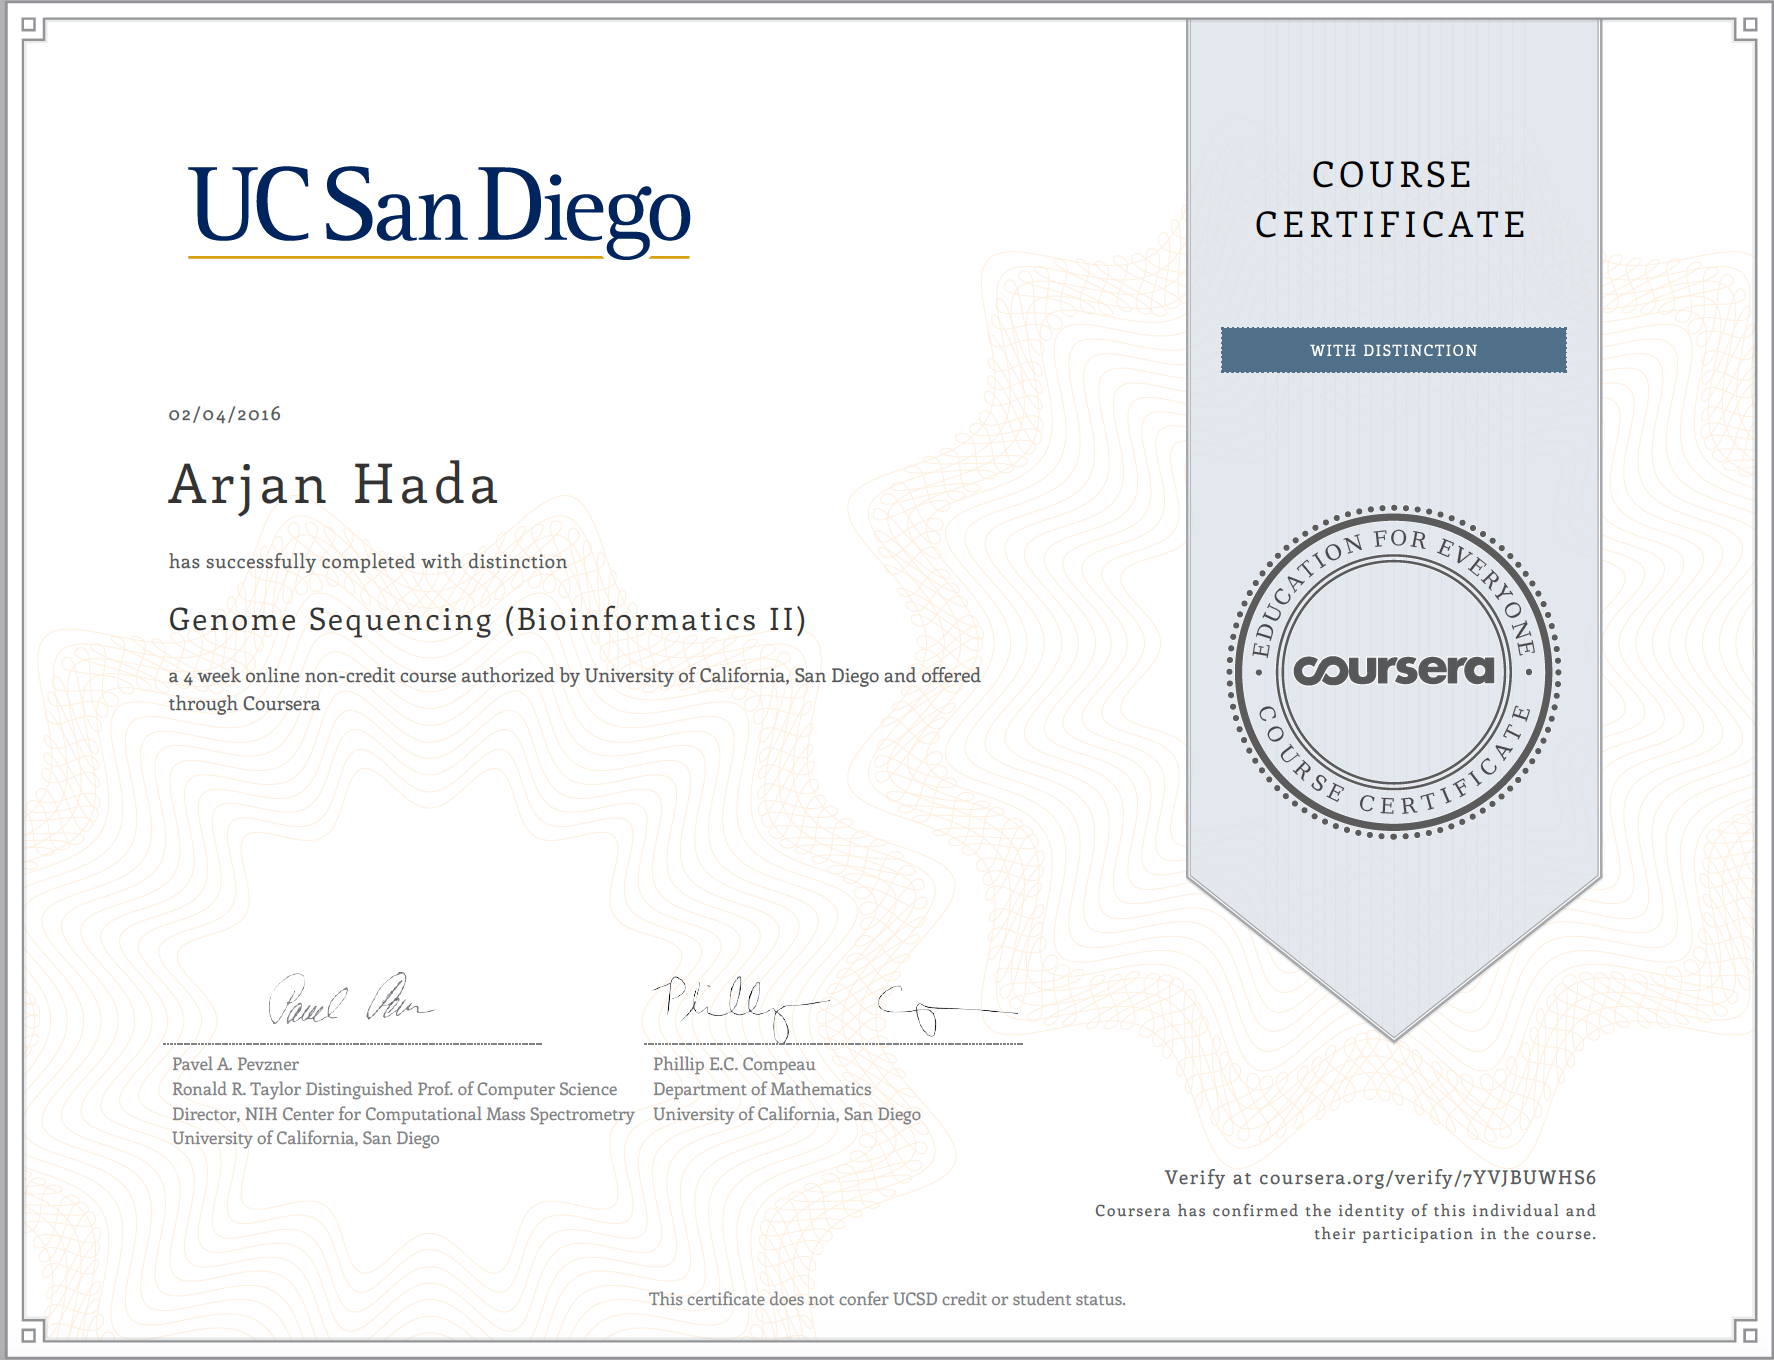 UC San Diego
COURSE
CERTIFICATE
WITH DISTINCTION
02/04/2016
Arjan Hada
has successfully completed with distinction
Genome Sequencing (Bioinformatics II)
a 4 week online non-credit course authorized by University of California, San Diego and offered
through Coursera
EDUCATION FOR EVERYONE
coursera
COURSE CERTIFICATE
Pavel A. Pevzner
Ronald R. Taylor Distinguished Prof. of Computer Science
Director, NIH Center for Computational Mass Spectrometry
University of California, San Diego
Phillip E.C. Compeau
Department of Mathematics
University of California, San Diego
Verify at coursera.org/verify/7YVJBUWHS6
Coursera has confirmed the identity of this individual and
their participation in the course.
This certificate does not confer UCSD credit or student status.